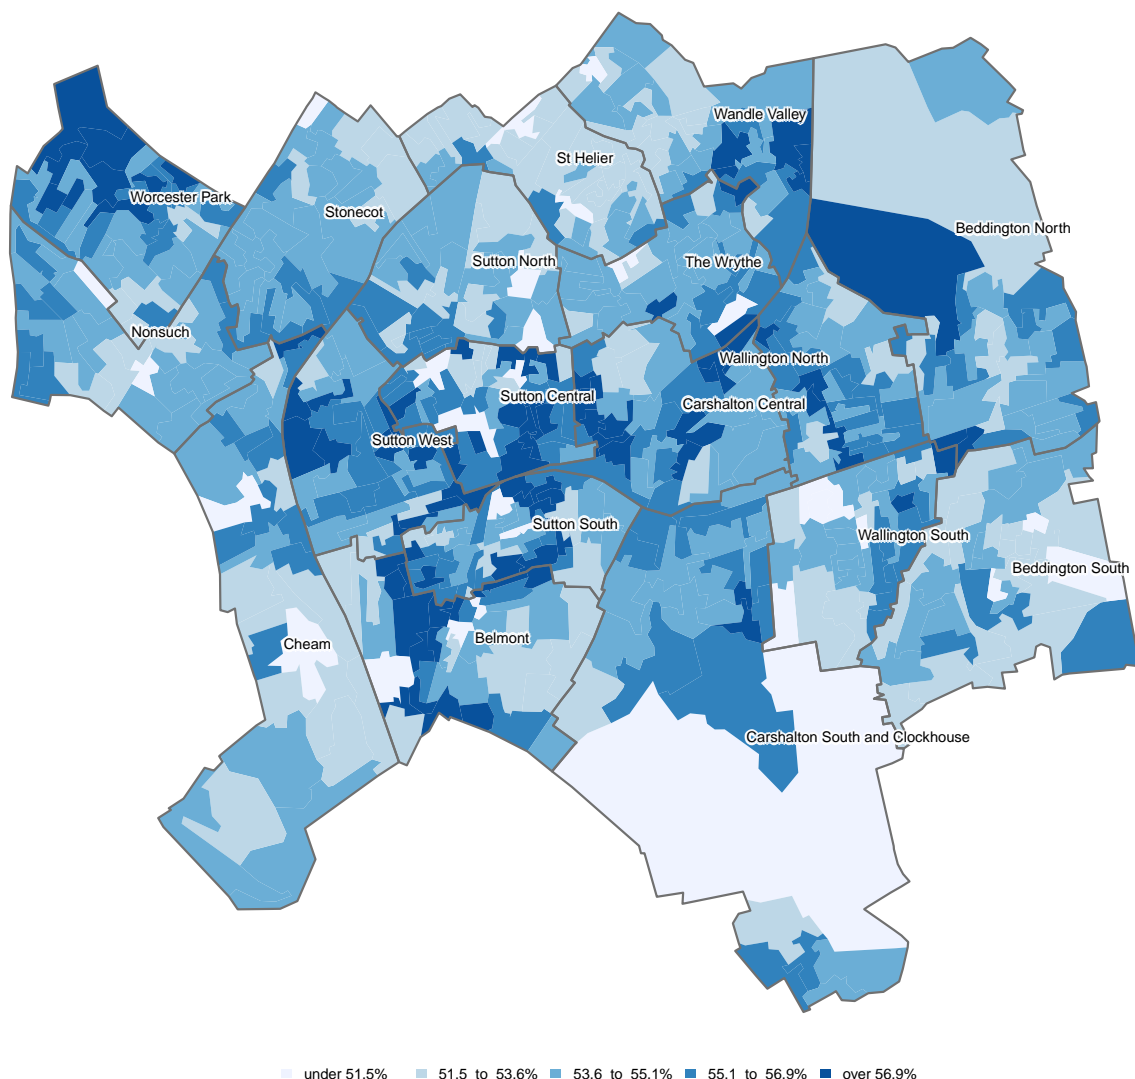 Wandle Valley
St Helier
Worcester Park
Stonecot
Beddington North
Sutton North
The Wrythe
Nonsuch
Wallington North
Sutton Central
Carshalton Central
Sutton West
Sutton South
Wallington South
Beddington South
Belmont
Cheam
Carshalton South and Clockhouse
under 51.5% 51.5 to 53.6% 53.6 to 55.1% 55.1 to 56.9% over 56.9%